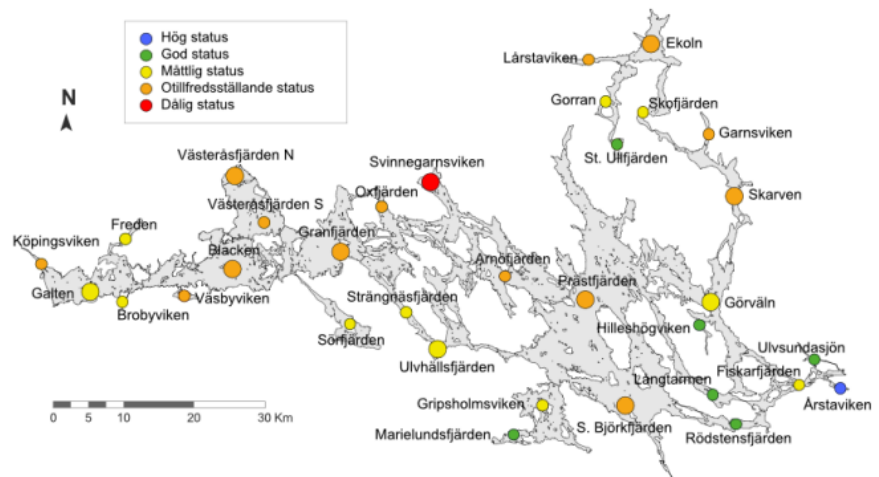 Hög status
God status
Måttlig status
Otillfredsställande status
Dålig status
N
Ekoln
Lårstaviken
Gorran
Skofjärden
Garnsviken
St. Ullfjärden
Västeråsfjärden N
Svinnegarnsviken
Oxfjärden
Skarven
Västeråsfjärden S
Freden
Granfjärden
Köpingsviken
Blacken
Arnöfjärden
Prästfjärden
Galten
Väsbyviken
Strängnäsfjärden
Görväln
Brobyviken
Hilleshögviken
Sörfjärden
Ulvsundasjön
Ulvhällsfjärden
Fiskarfjärden
Långtarmen
Årstaviken
Gripsholmsviken
S. Björkfjärden
Marielundsfjärden
Rödstensfjärden
0 5 10 20 30 Km